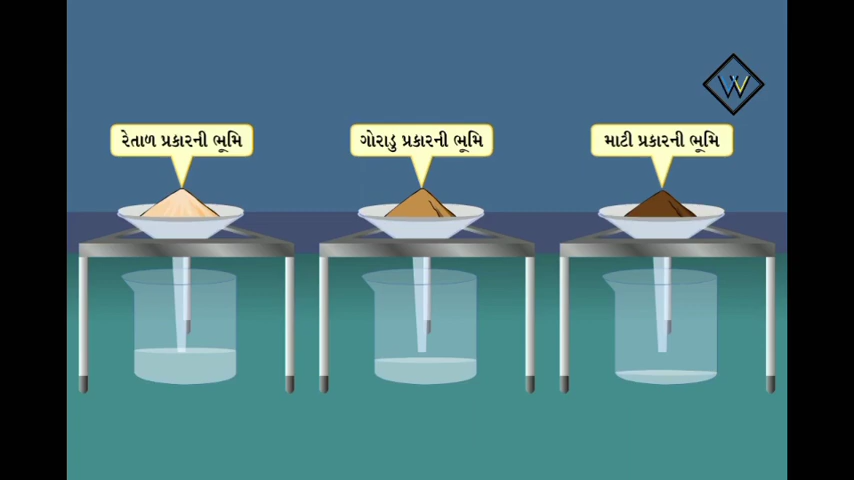 રેતાળ પ્રકારની ભૂમિ
ગોરાડુ પ્રકારની ભૂમિ
માટી પ્રકારની ભૂમિ
W